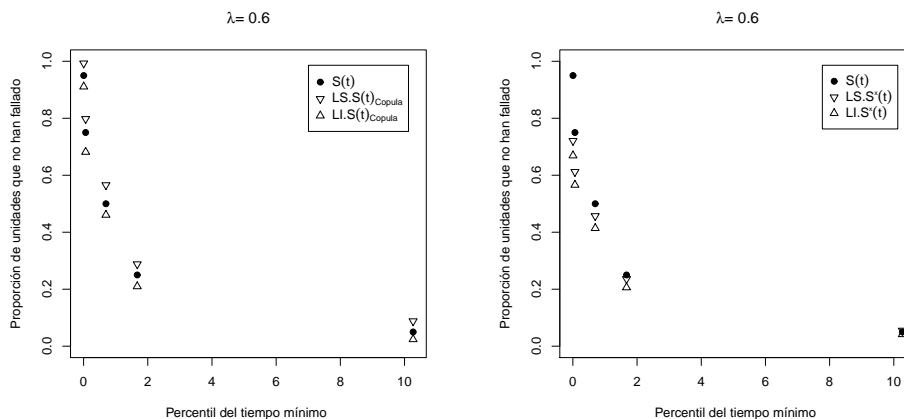 λ= 0.6
Proporción de unidades que no han fallado
1.0
0.8
0.6
0.4
0.2
0.0
S(t)
LS.S(t)Copula
LI.S(t)Copula
0 2 4 6 8 10
Percentil del tiempo mínimo
λ= 0.6
Proporción de unidades que no han fallado
1.0
0.8
0.6
0.4
0.2
0.0
S(t)
LS.S*(t)
LI.S*(t)
0 2 4 6 8 10
Percentil del tiempo mínimo